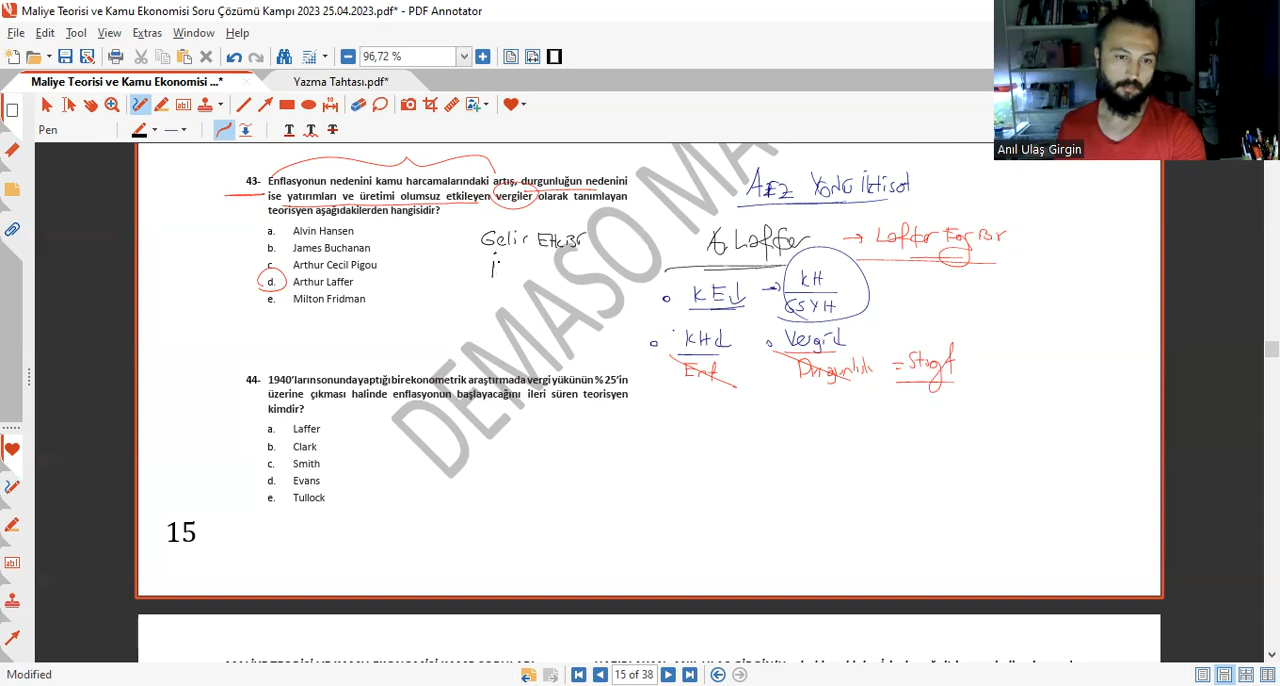 Maliye Teorisi ve Kamu Ekonomisi Soru Çözümü Kampı 2023 25.04.2023.pdf* - PDF Annotator
File Edit Tool View Extras Window Help
96,72 %
Maliye Teorisi ve Kamu Ekonomisi ...* Yazma Tahtası.pdf*
Pen
Anıl Ulaş Girgin
43- Enflasyonun nedenini kamu harcamalarındaki artış, durgunluğun nedenini
ise yatırımları ve üretimi olumsuz etkileyen vergiler olarak tanımlayan
teorisyen aşağıdakilerden hangisidir?
a. Alvin Hansen
b. James Buchanan
c. Arthur Cecil Pigou
d. Arthur Laffer
e. Milton Fridman
Gelir Etkisi
Arz Yönlü İktisat
A. Laffer → Laffer Eğrisi
KE↓ → KH
GSYH
KH↓ Vergi↓
Enf Durgunluk = Stagf
44- 1940'ların sonunda yaptığı bir ekonometrik araştırmada vergi yükünün % 25'in
üzerine çıkması halinde enflasyonun başlayacağını ileri süren teorisyen
kimdir?
a. Laffer
b. Clark
c. Smith
d. Evans
e. Tullock
15
DEMASO MA
Modified
15 of 38